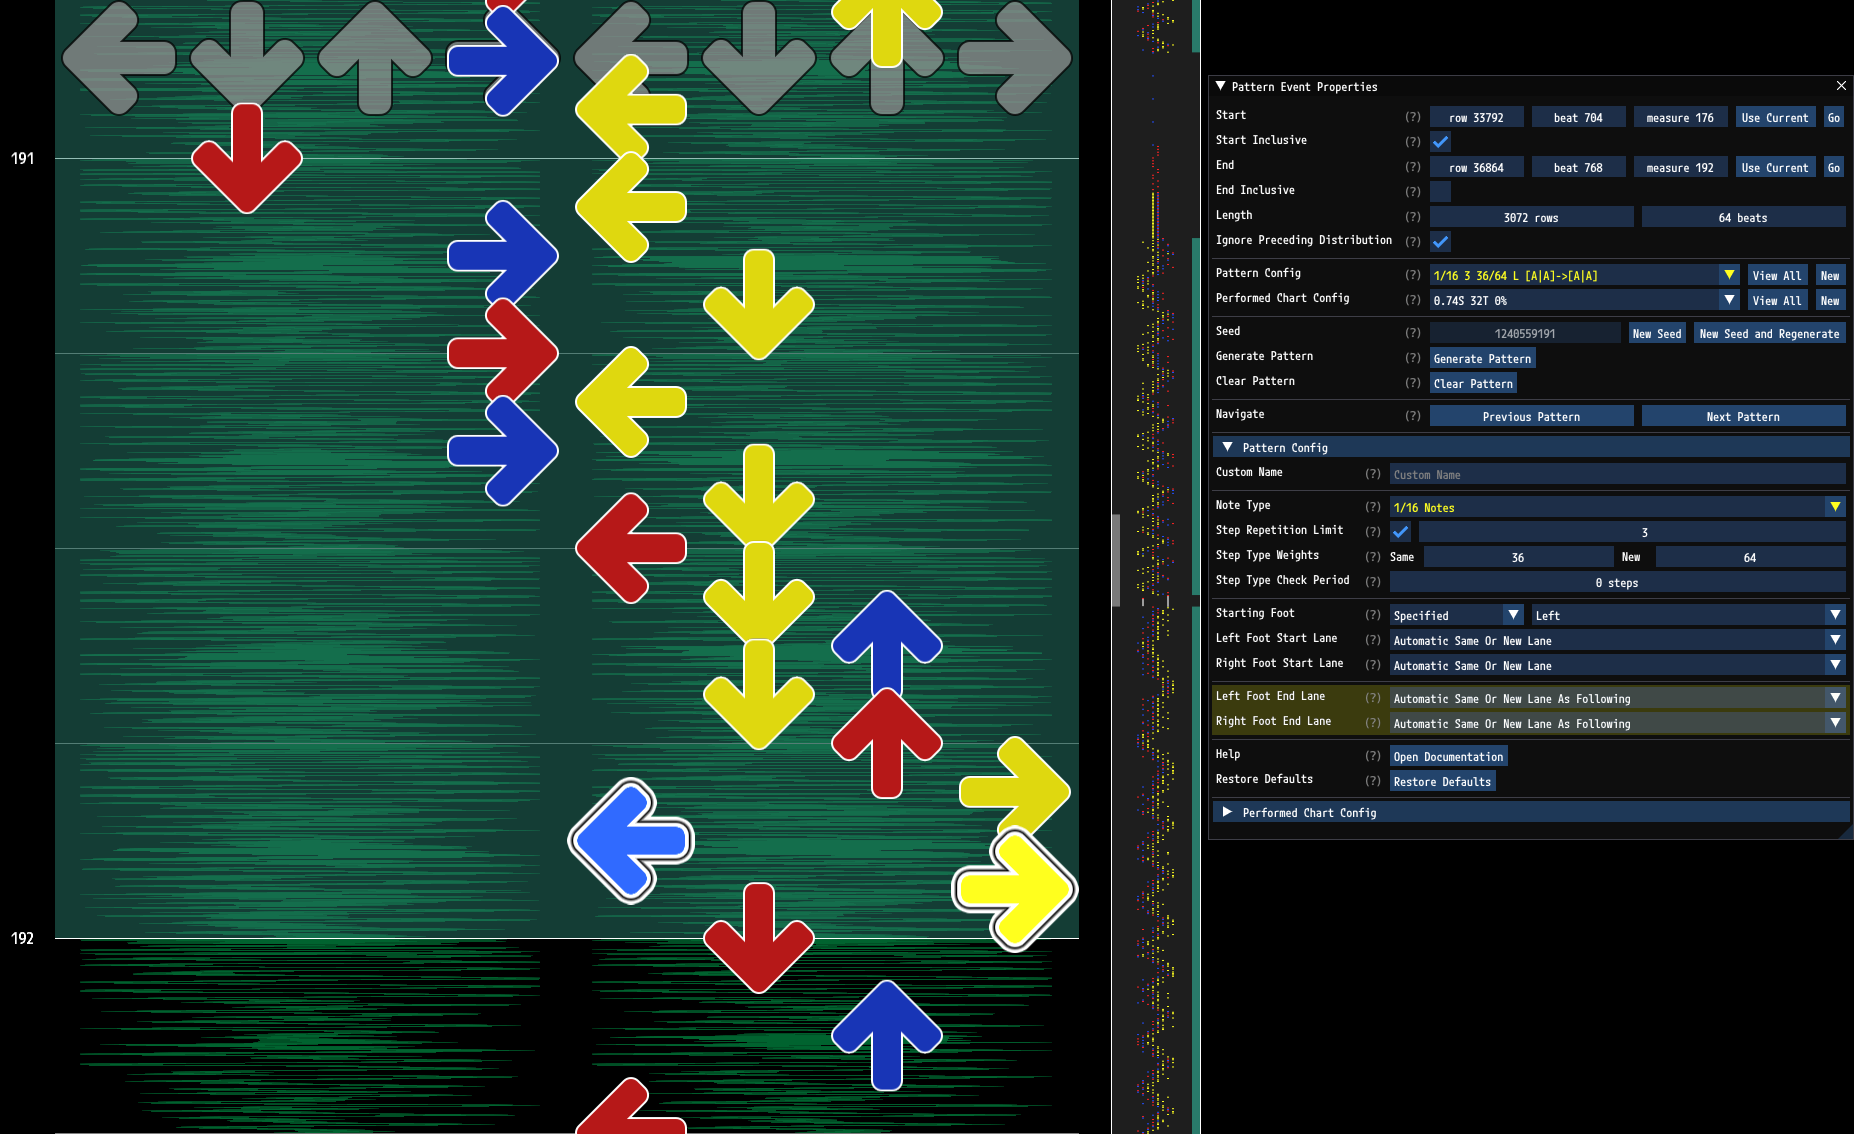 191
192
Pattern Event Properties
Start (?) row 33792 beat 704 measure 176 Use Current Go
Start Inclusive (?)
End (?) row 36864 beat 768 measure 192 Use Current Go
End Inclusive (?)
Length (?) 3072 rows 64 beats
Ignore Preceding Distribution (?)
Pattern Config (?) 1/16 3 36/64 L [A|A]->[A|A] View All New
Performed Chart Config (?) 0.74S 32T 0% View All New
Seed (?) 1240559191 New Seed New Seed and Regenerate
Generate Pattern (?) Generate Pattern
Clear Pattern (?) Clear Pattern
Navigate (?) Previous Pattern Next Pattern
Pattern Config
Custom Name (?) Custom Name
Note Type (?) 1/16 Notes
Step Repetition Limit (?) 3
Step Type Weights (?) Same 36 New 64
Step Type Check Period (?) 0 steps
Starting Foot (?) Specified Left
Left Foot Start Lane (?) Automatic Same Or New Lane
Right Foot Start Lane (?) Automatic Same Or New Lane
Left Foot End Lane (?) Automatic Same Or New Lane As Following
Right Foot End Lane (?) Automatic Same Or New Lane As Following
Help (?) Open Documentation
Restore Defaults (?) Restore Defaults
Performed Chart Config